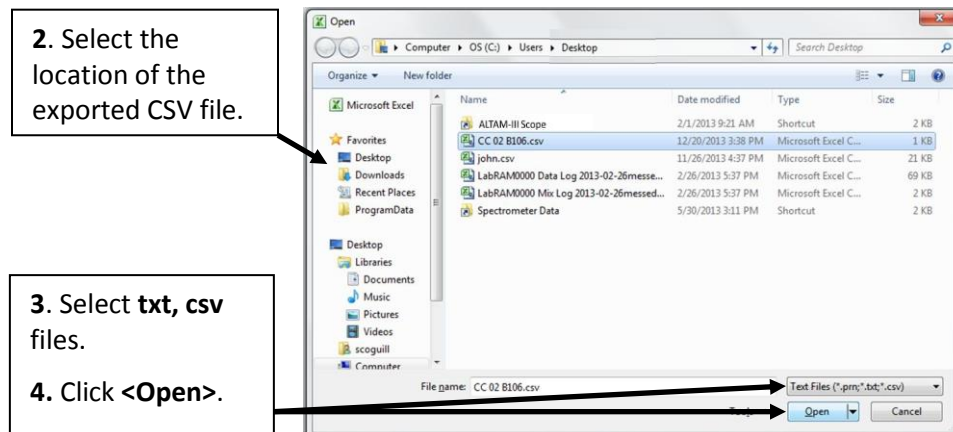 2. Select the
location of the
exported CSV file.
3. Select txt, csv
files.
4. Click <Open>.
Open
Computer ▸ OS (C:) ▸ Users ▸ Desktop
Search Desktop
Organize
New folder
Microsoft Excel
Favorites
Desktop
Downloads
Recent Places
ProgramData
Desktop
Libraries
Documents
Music
Pictures
Videos
scoguill
Computer
Name Date modified Type Size
ALTAM-III Scope 2/1/2013 9:21 AM Shortcut 2 KB
CC 02 B106.csv 12/20/2013 3:38 PM Microsoft Excel C... 1 KB
john.csv 11/26/2013 4:37 PM Microsoft Excel C... 21 KB
LabRAM0000 Data Log 2013-02-26messe... 2/26/2013 5:37 PM Microsoft Excel C... 69 KB
LabRAM0000 Mix Log 2013-02-26messed... 2/26/2013 5:37 PM Microsoft Excel C... 2 KB
Spectrometer Data 5/30/2013 3:11 PM Shortcut 2 KB
File name: CC 02 B106.csv
Text Files (*.prn;*.txt;*.csv)
Open
Cancel